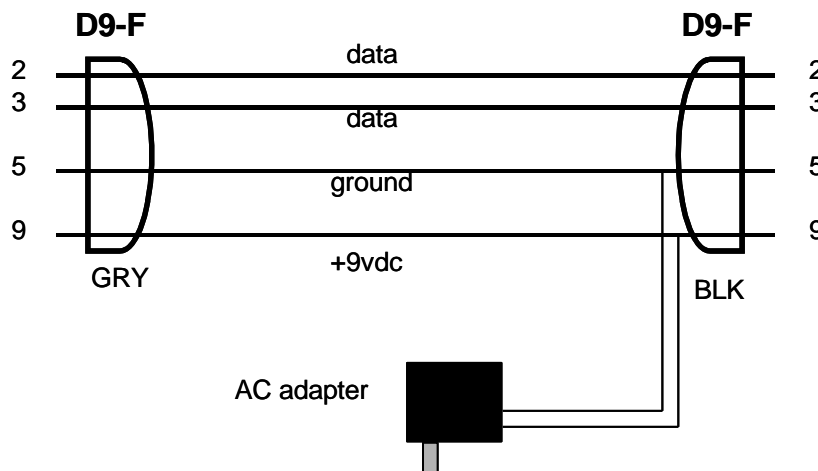 D9-F D9-F
2 data 2
3 3
data
5 5
ground
9 9
+9vdc
GRY BLK
AC adapter